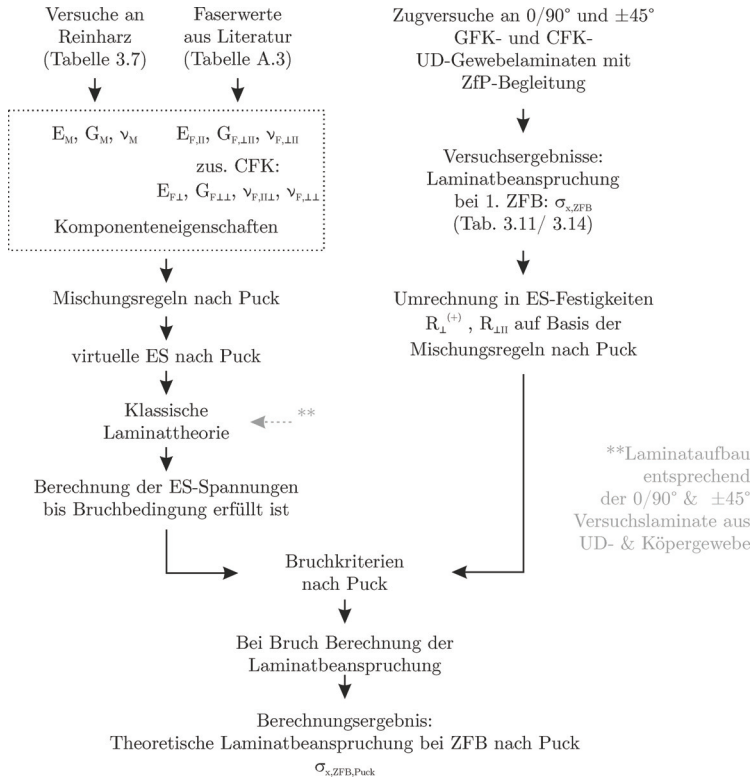 Versuche an
Reinharz
(Tabelle 3.7)
Faserwerte
aus Literatur
(Tabelle A.3)
E_M, G_M, ν_M
E_F,II, G_F,⊥II, ν_F,⊥II
zus. CFK:
E_F⊥, G_F⊥⊥, ν_F,II⊥, ν_F,⊥⊥
Komponenteneigenschaften
Mischungsregeln nach Puck
virtuelle ES nach Puck
Klassische
Laminattheorie
**
Berechnung der ES-Spannungen
bis Bruchbedingung erfüllt ist
Zugversuche an 0/90° und ±45°
GFK- und CFK-
UD-Gewebelaminaten mit
ZfP-Begleitung
Versuchsergebnisse:
Laminatbeanspruchung
bei 1. ZFB: σ_x,ZFB
(Tab. 3.11/ 3.14)
Umrechnung in ES-Festigkeiten
R_⊥^(+) , R_⊥II auf Basis der
Mischungsregeln nach Puck
**Laminataufbau
entsprechend
der 0/90° & ±45°
Versuchslaminate aus
UD- & Köpergewebe
Bruchkriterien
nach Puck
Bei Bruch Berechnung der
Laminatbeanspruchung
Berechnungsergebnis:
Theoretische Laminatbeanspruchung bei ZFB nach Puck
σ_x,ZFB,Puck